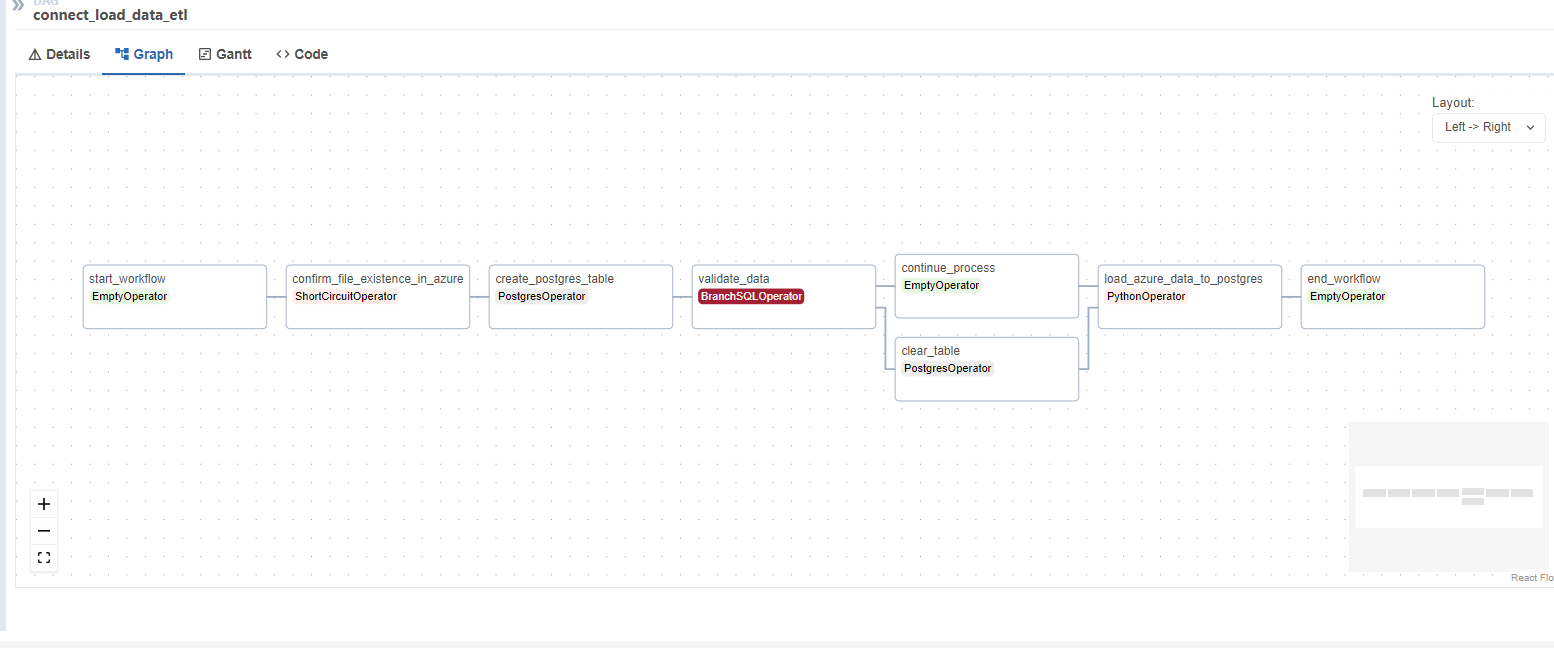 DAG
connect_load_data_etl
Details Graph Gantt Code
Layout:
Left -> Right
start_workflow
EmptyOperator
confirm_file_existence_in_azure
ShortCircuitOperator
create_postgres_table
PostgresOperator
validate_data
BranchSQLOperator
continue_process
EmptyOperator
clear_table
PostgresOperator
load_azure_data_to_postgres
PythonOperator
end_workflow
EmptyOperator
React Flo